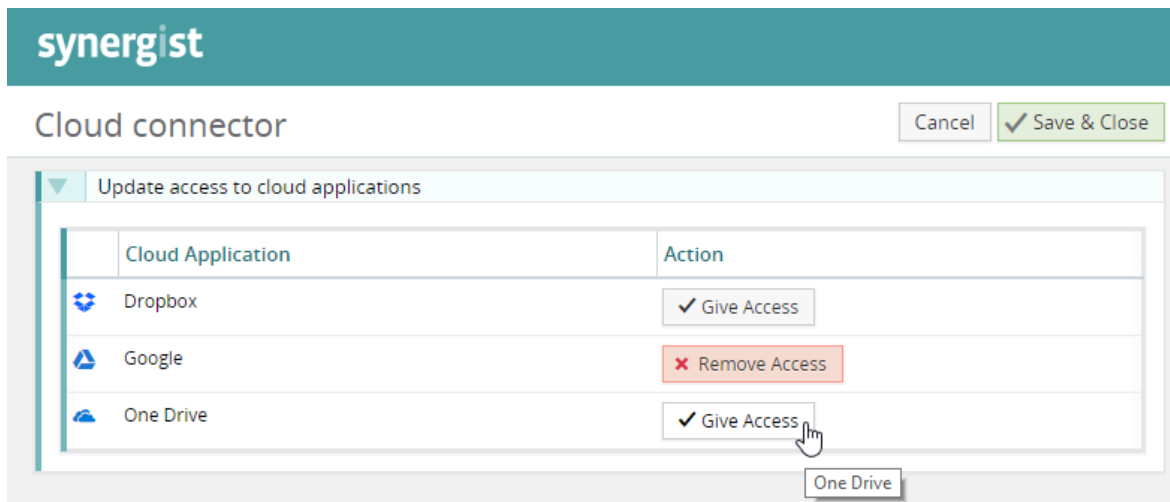 synergist
Cloud connector
Cancel
Save & Close
Update access to cloud applications
Cloud Application
Action
Dropbox
Give Access
Google
Remove Access
One Drive
Give Access
One Drive